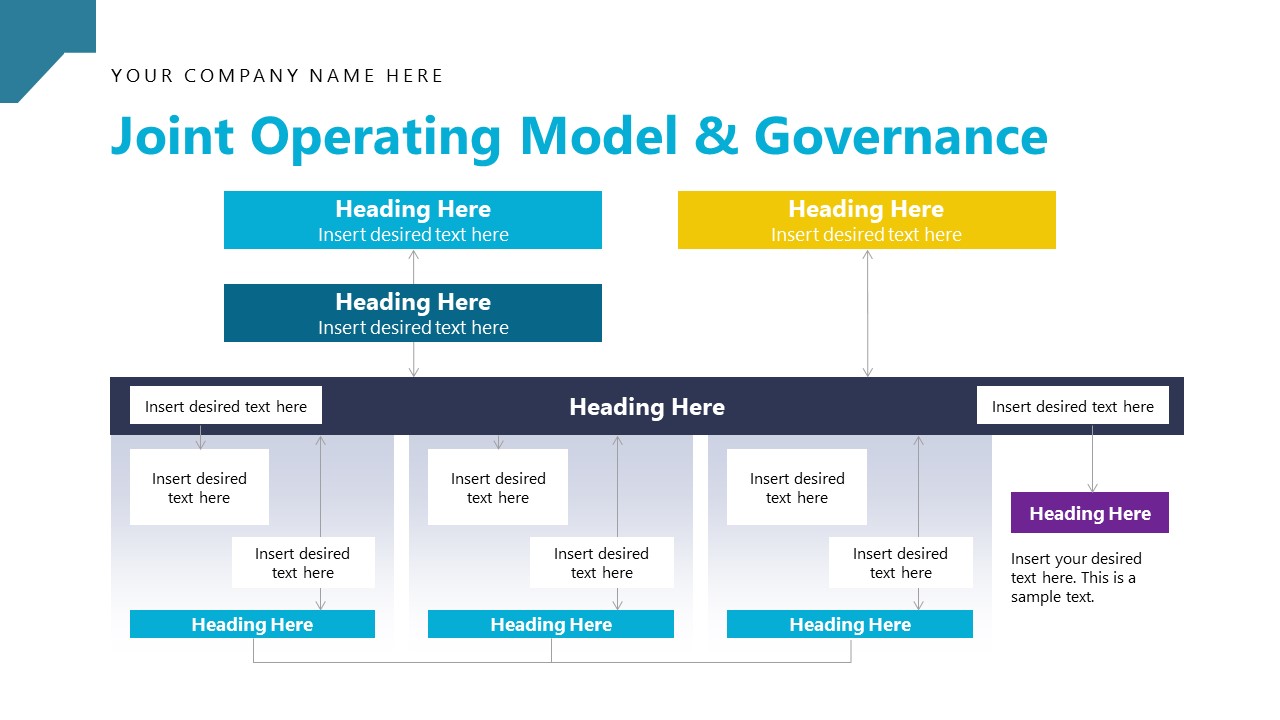 YOUR COMPANY NAME HERE
Joint Operating Model & Governance
Heading Here
Insert desired text here
Heading Here
Insert desired text here
Heading Here
Insert desired text here
Insert desired text here
Heading Here
Insert desired text here
Insert desired
text here
Insert desired
text here
Heading Here
Insert desired
text here
Insert desired
text here
Heading Here
Insert desired
text here
Insert desired
text here
Heading Here
Heading Here
Insert your desired
text here. This is a
sample text.